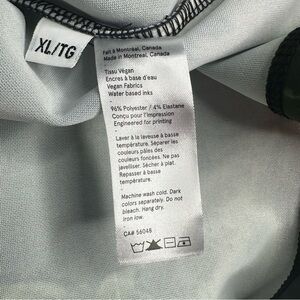 XL/TG
Fait à Montréal, Canada
Made in Montreal, Canada
Tissu Végan
Encres à base d'eau
Vegan Fabrics
Water based inks
96% Polyester / 4% Elastane
Conçu pour l'impression
Engineered for printing
Laver à la laveuse à basse
température. Séparer les
couleurs pâles des
couleurs foncées. Ne pas
javelliser. Sécher à plat.
Repasser à basse
température.
Machine wash cold. Dark
colors separately. Do not
bleach. Hang dry.
Iron low.
CA# 56048